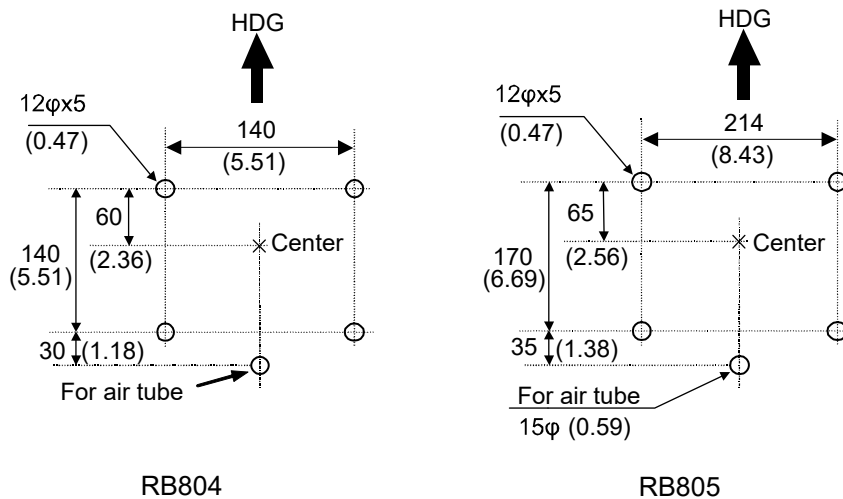 HDG
12φx5
(0.47)
140
(5.51)
60
(2.36)
Center
140
(5.51)
30 (1.18)
For air tube
RB804
HDG
12φx5
(0.47)
214
(8.43)
65
(2.56)
Center
170
(6.69)
35 (1.38)
For air tube
15φ (0.59)
RB805